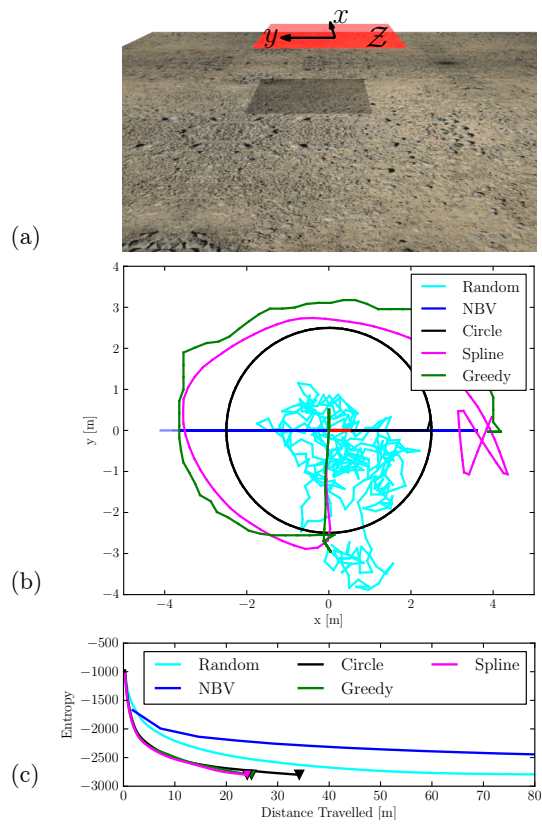 x
y
Z
(a)
4
3
2
1
0
−1
−2
−3
−4
y [m]
Random
NBV
Circle
Spline
Greedy
−4
−2
0
2
4
x [m]
(b)
−500
−1000
−1500
−2000
−2500
−3000
Entropy
Random Circle Spline
NBV Greedy
(c)
0
10
20
30
40
50
60
70
80
Distance Travelled [m]